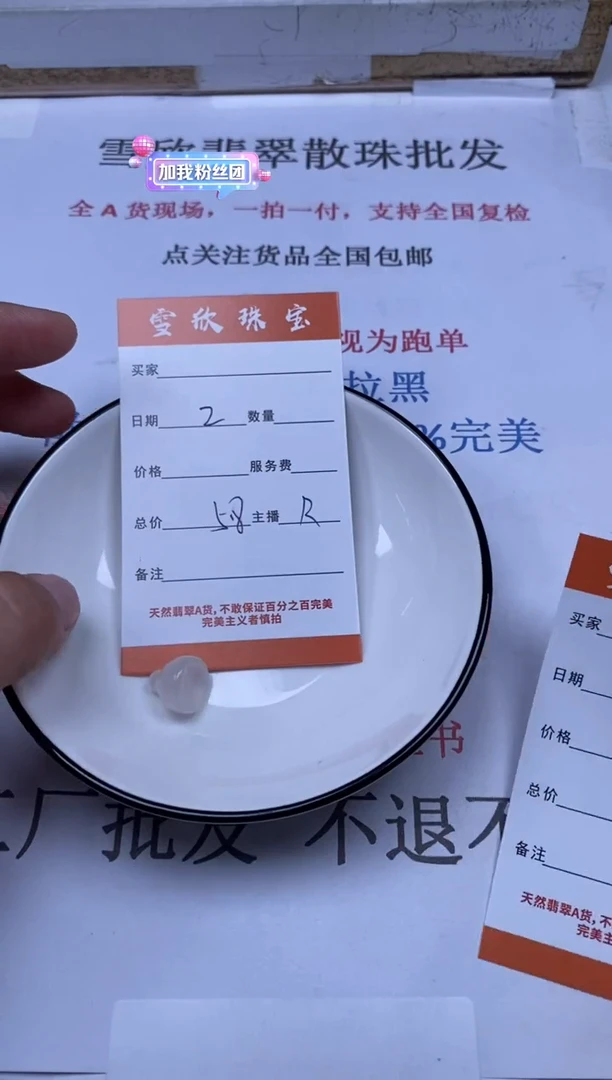 雪欣翡翠散珠批发
加我粉丝团
全A货现场，一拍一付，支持全国复检
点关注货品全国包邮
视为跑单
拉黑
%完美
雪欣珠宝
买家
日期 2 数量
价格 服务费
总价 主播 R
备注
天然翡翠A货，不敢保证百分之百完美
完美主义者慎拍
书
工厂批发 不退不
买家
日期
价格
总价
备注
天然翡翠A货，不
完美主